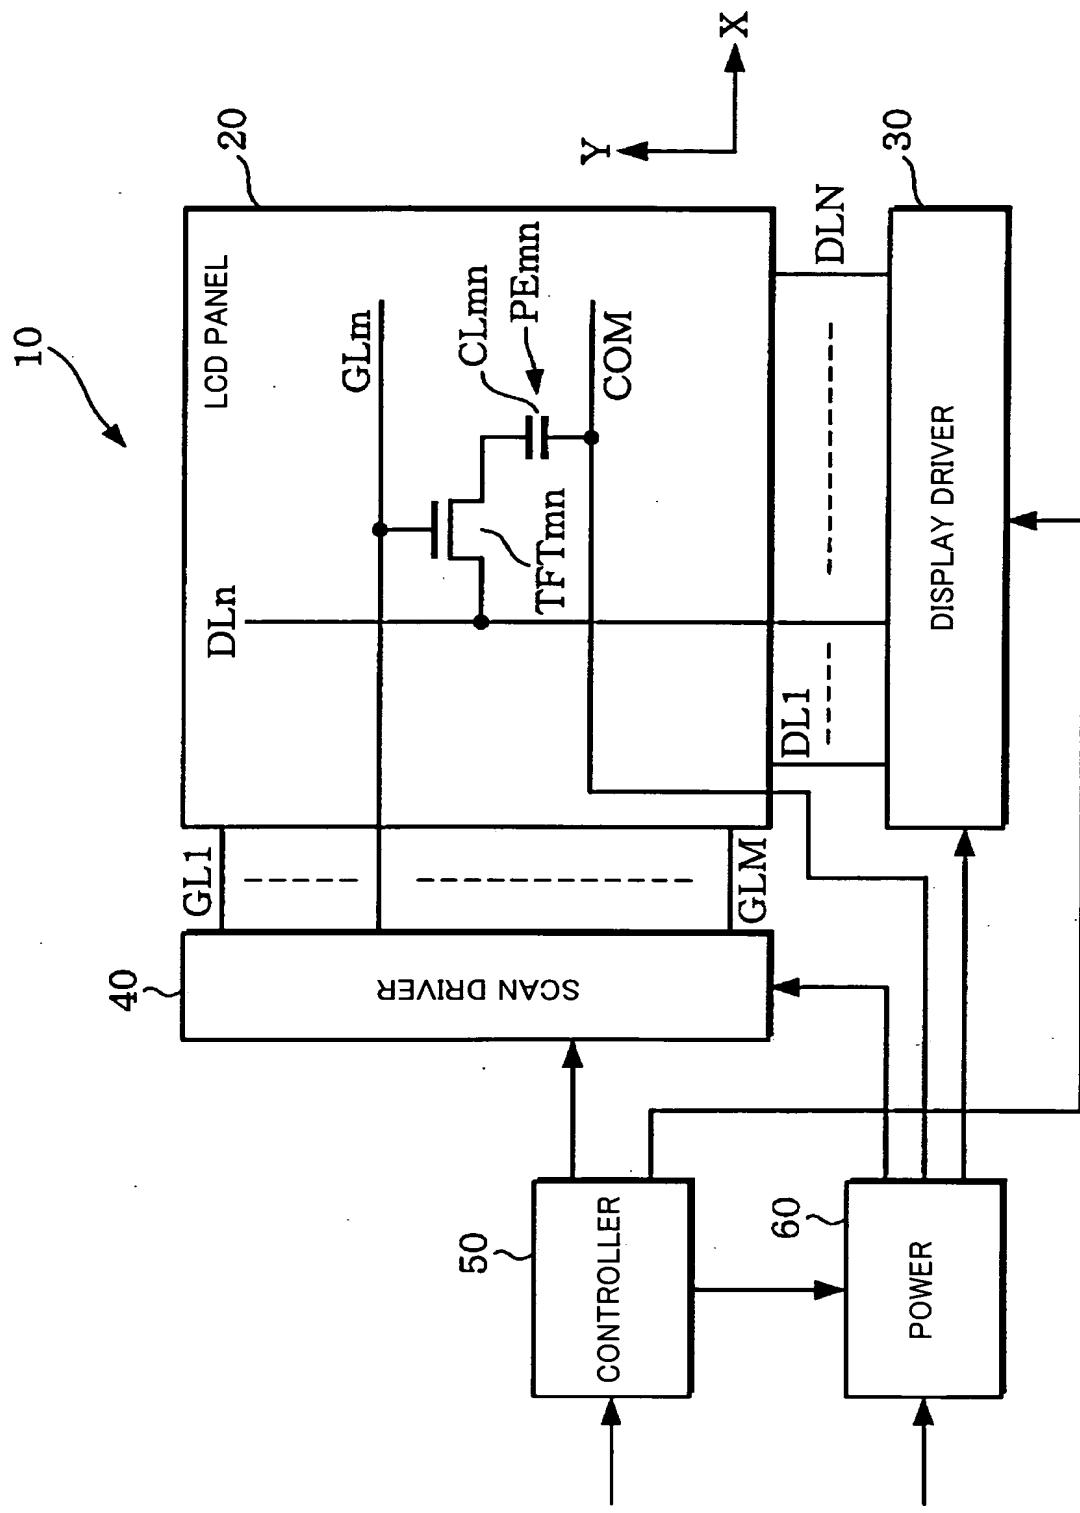 10
20
LCD PANEL
Y
X
DLn
GLm
CLmn
PEmn
TFTmn
COM
40
SCAN DRIVER
GL1
GLM
DL1
DLN
30
DISPLAY DRIVER
50
CONTROLLER
60
POWER